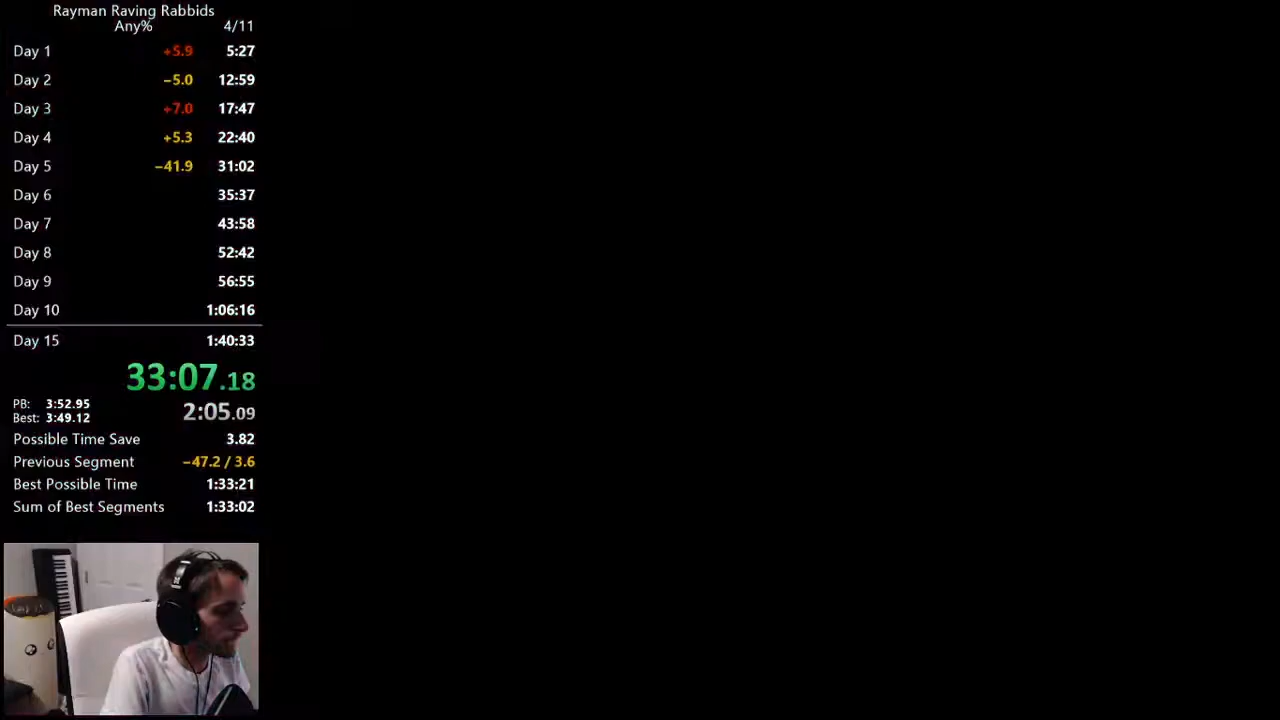 Rayman Raving Rabbids
Any% 4/11
Day 1 +5.9 5:27
Day 2 −5.0 12:59
Day 3 +7.0 17:47
Day 4 +5.3 22:40
Day 5 −41.9 31:02
Day 6 35:37
Day 7 43:58
Day 8 52:42
Day 9 56:55
Day 10 1:06:16
Day 15 1:40:33
33:07.18
PB: 3:52.95
Best: 3:49.12
2:05.09
Possible Time Save 3.82
Previous Segment −47.2 / 3.6
Best Possible Time 1:33:21
Sum of Best Segments 1:33:02